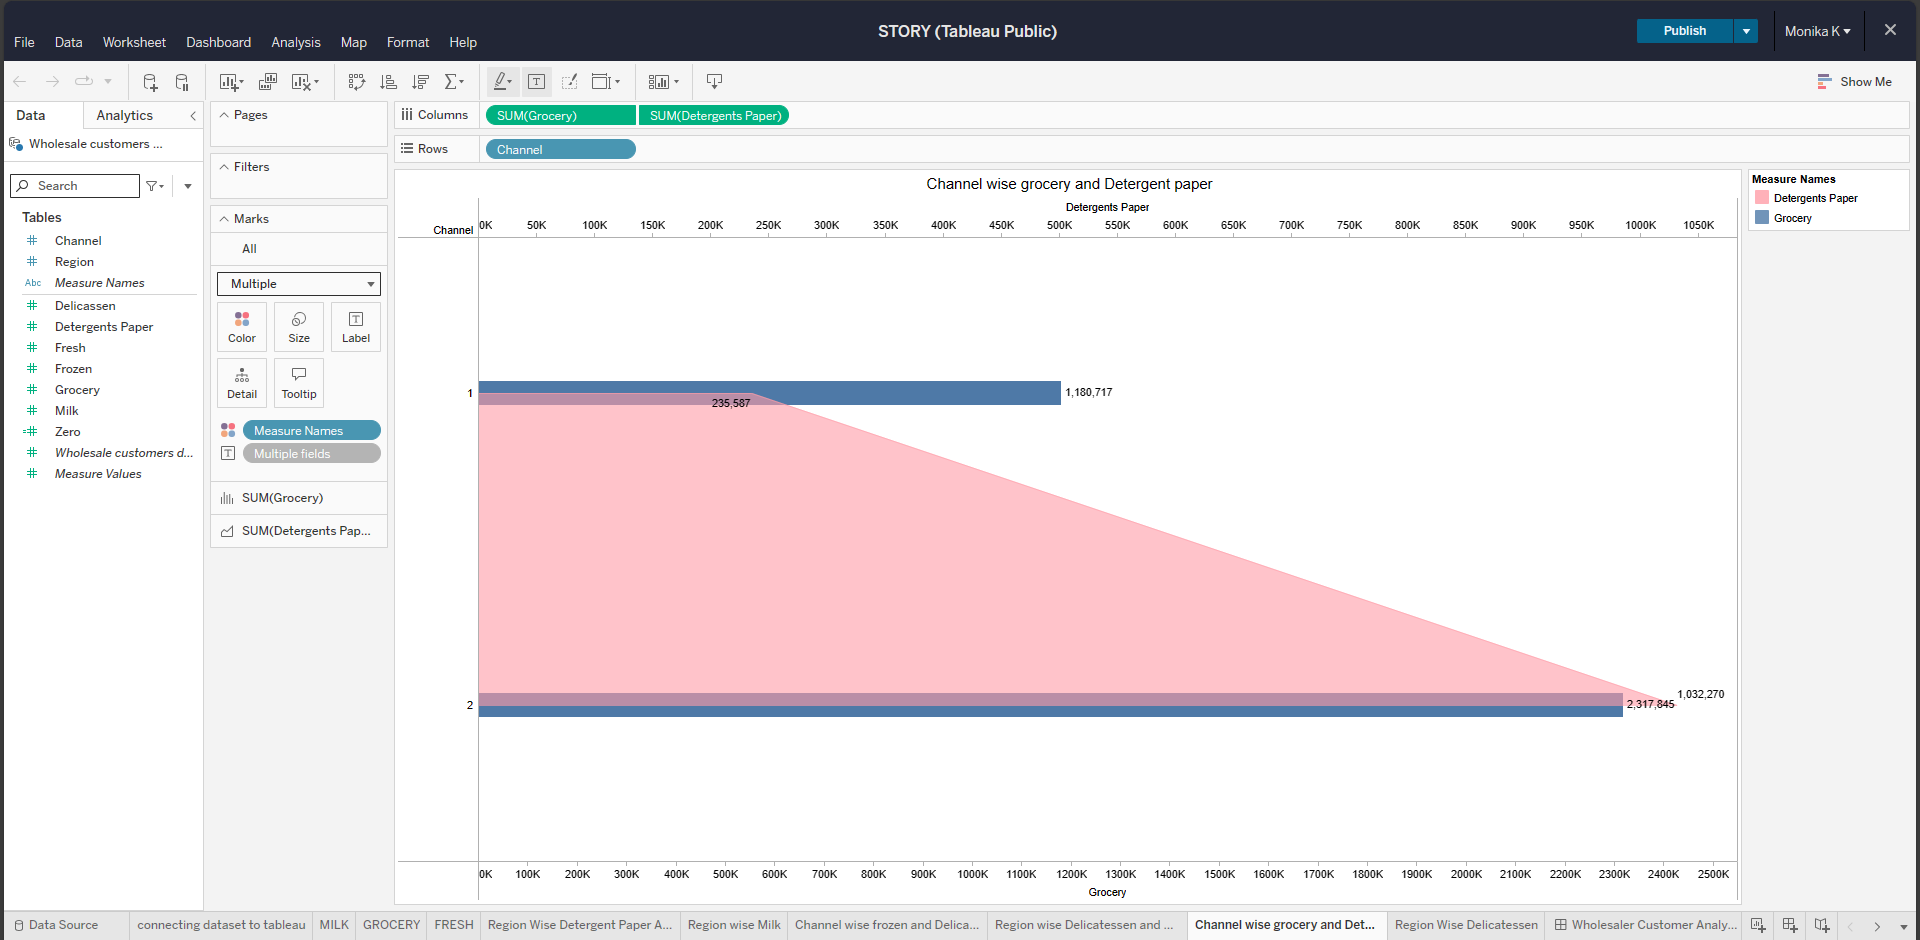 STORY (Tableau Public)
Publish
Monika K
File Data Worksheet Dashboard Analysis Map Format Help
Show Me
Data Analytics
Wholesale customers ...
Search
Tables
Channel
Region
Abc Measure Names
Delicassen
Detergents Paper
Fresh
Frozen
Grocery
Milk
Zero
Wholesale customers d...
Measure Values
Pages
Filters
Marks
All
Multiple
Color Size Label
Detail Tooltip
Measure Names
Multiple fields
SUM(Grocery)
SUM(Detergents Pap...
Columns SUM(Grocery) SUM(Detergents Paper)
Rows Channel
Channel wise grocery and Detergent paper
Detergents Paper
Channel 0K 50K 100K 150K 200K 250K 300K 350K 400K 450K 500K 550K 600K 650K 700K 750K 800K 850K 900K 950K 1000K 1050K
1 1,180,717
235,587
1,032,270
2 2,317,845
0K 100K 200K 300K 400K 500K 600K 700K 800K 900K 1000K 1100K 1200K 1300K 1400K 1500K 1600K 1700K 1800K 1900K 2000K 2100K 2200K 2300K 2400K 2500K
Grocery
Measure Names
Detergents Paper
Grocery
Data Source connecting dataset to tableau MILK GROCERY FRESH Region Wise Detergent Paper A... Region wise Milk Channel wise frozen and Delica... Region wise Delicatessen and ... Channel wise grocery and Det... Region Wise Delicatessen Wholesaler Customer Analy...